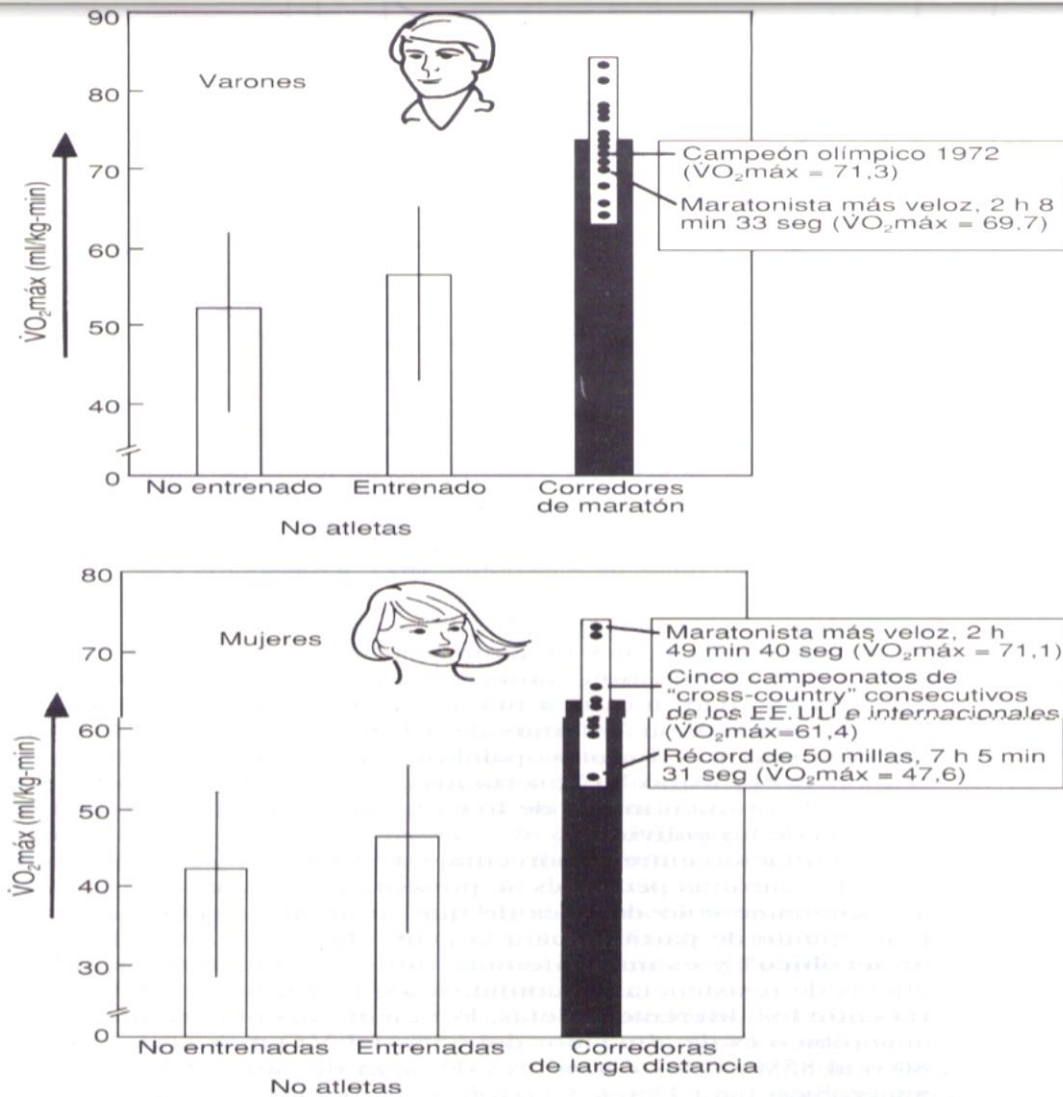 90
80
70
60
50
40
0
V̇O₂máx (ml/kg-min)
Varones
Campeón olímpico 1972
(V̇O₂máx = 71,3)
Maratonista más veloz, 2 h 8
min 33 seg (V̇O₂máx = 69.7)
No entrenado
Entrenado
Corredores
de maratón
No atletas
80
70
60
50
40
30
0
V̇O₂máx (ml/kg-min)
Mujeres
Maratonista más veloz, 2 h
49 min 40 seg (V̇O₂máx = 71,1)
Cinco campeonatos de
“cross-country” consecutivos
de los EE.UU e internacionales
(V̇O₂máx=61,4)
Récord de 50 millas, 7 h 5 min
31 seg (V̇O₂máx = 47,6)
No entrenadas
Entrenadas
Corredoras
de larga distancia
No atletas